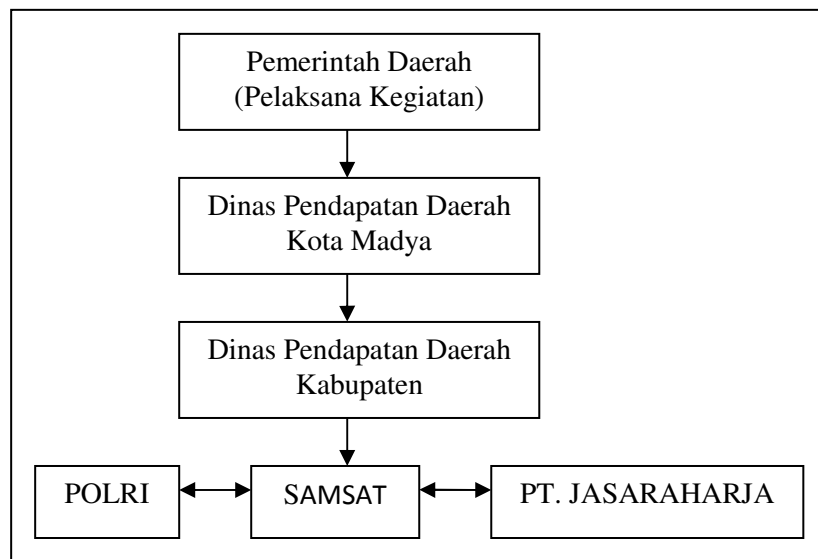 Pemerintah Daerah
(Pelaksana Kegiatan)
Dinas Pendapatan Daerah
Kota Madya
Dinas Pendapatan Daerah
Kabupaten
POLRI
SAMSAT
PT. JASARAHARJA